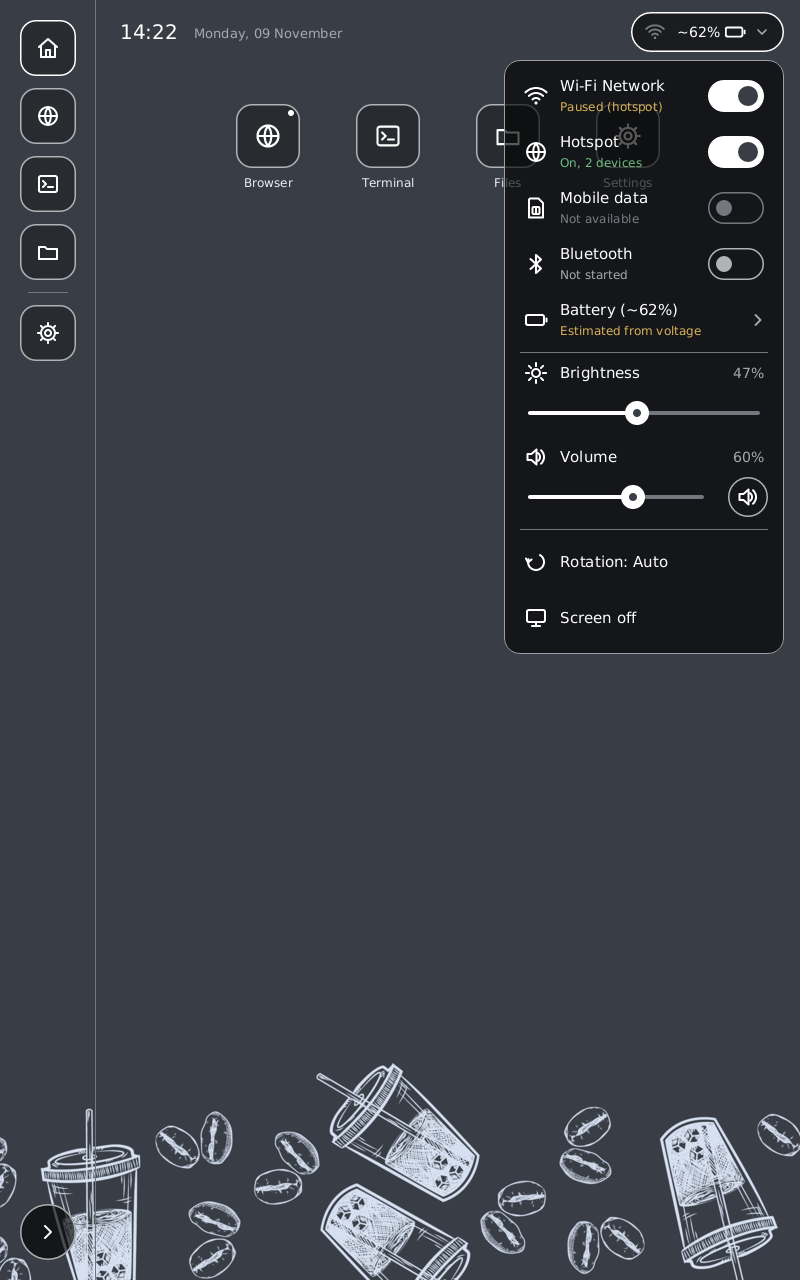 14:22 Monday, 09 November
~62%
Browser
Terminal
Files
Settings
Wi-Fi Network
Paused (hotspot)
Hotspot
On, 2 devices
Mobile data
Not available
Bluetooth
Not started
Battery (~62%)
Estimated from voltage
Brightness 47%
Volume 60%
Rotation: Auto
Screen off